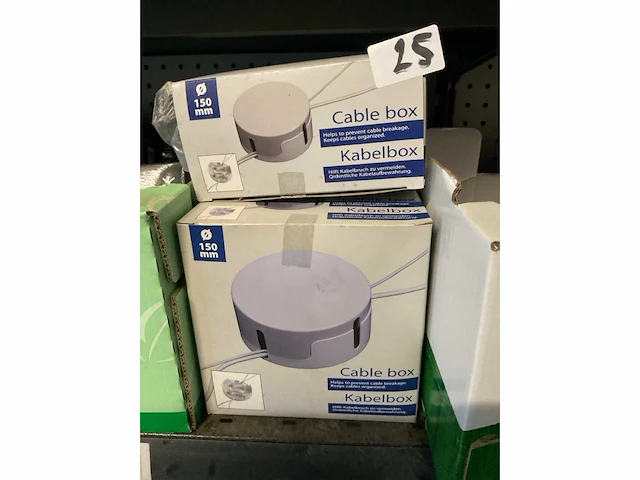 25
Ø
150
mm
Cable box
Helps to prevent cable breakage.
Keeps cables organized.
Kabelbox
Hilft Kabelbruch zu vermeiden.
Ordentliche Kabelaufbewahrung.
Kabelbox
Ø
150
mm
Cable box
Helps to prevent cable breakage.
Keeps cables organized.
Kabelbox
Hilft Kabelbruch zu vermeiden.
Ordentliche Kabelaufbewahrung.